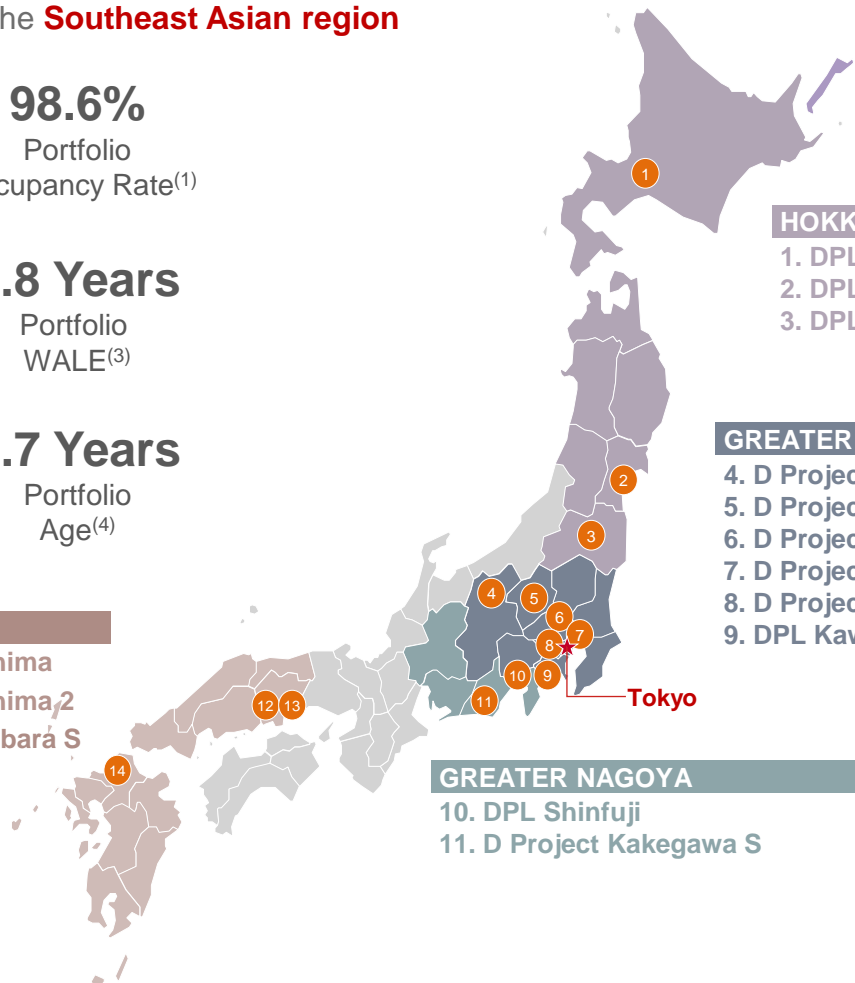 he Southeast Asian region
98.6%
Portfolio
cupancy Rate(1)
.8 Years
Portfolio
WALE(3)
.7 Years
Portfolio
Age(4)
hima
hima 2
bara S
HOKK
1. DPL
2. DPL
3. DPL
GREATER
4. D Projec
5. D Projec
6. D Projec
7. D Projec
8. D Projec
9. DPL Kaw
GREATER NAGOYA
10. DPL Shinfuji
11. D Project Kakegawa S
Tokyo
1
2
3
4
5
6
7
8
9
10
11
12
13
14